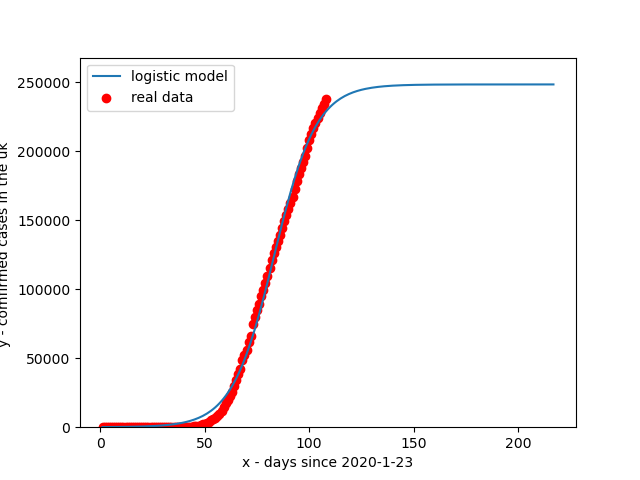 logistic model
real data
250000
200000
150000
100000
50000
0
y - comfirmed cases in the uk
0 50 100 150 200
x - days since 2020-1-23